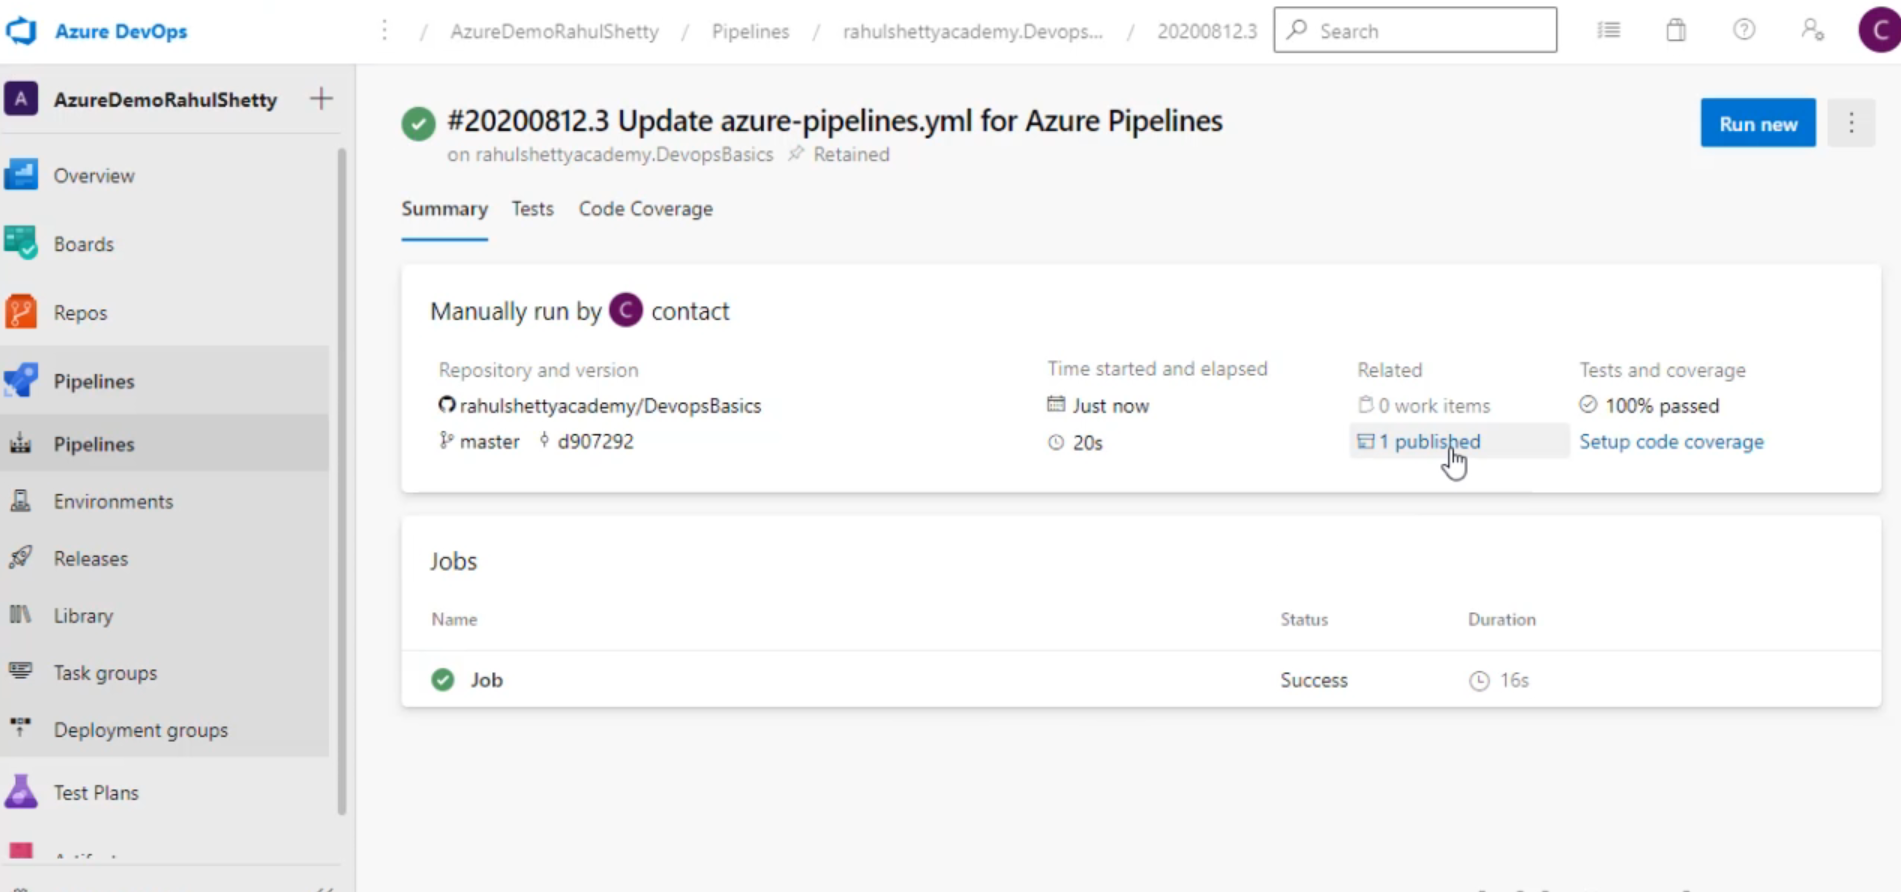 Azure DevOps
/ AzureDemoRahulShetty / Pipelines / rahulshettyacademy.Devops... / 20200812.3
Search
C
A AzureDemoRahulShetty
Overview
Boards
Repos
Pipelines
Pipelines
Environments
Releases
Library
Task groups
Deployment groups
Test Plans
#20200812.3 Update azure-pipelines.yml for Azure Pipelines
on rahulshettyacademy.DevopsBasics Retained
Run new
Summary Tests Code Coverage
Manually run by C contact
Repository and version
rahulshettyacademy/DevopsBasics
master d907292
Time started and elapsed
Just now
20s
Related
0 work items
1 published
Tests and coverage
100% passed
Setup code coverage
Jobs
Name Status Duration
Job Success 16s